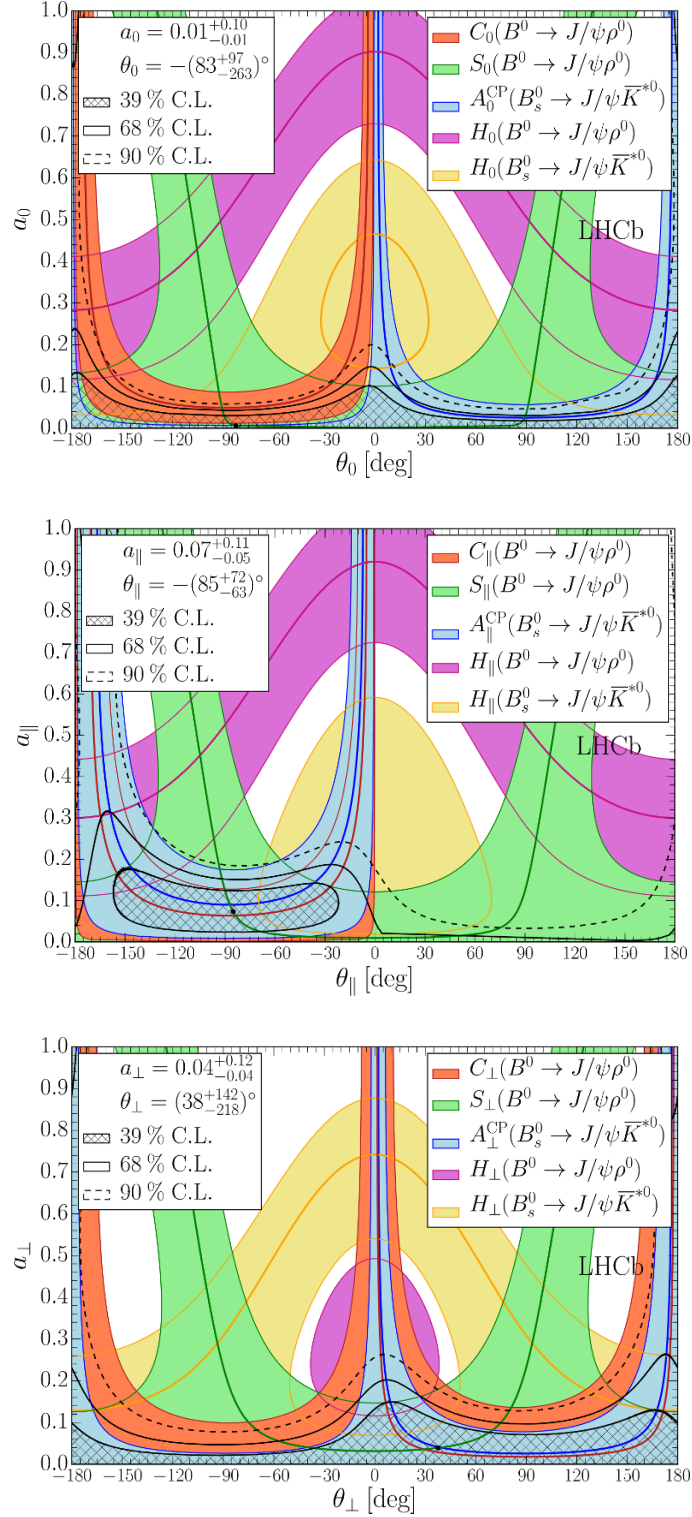 a₀ = 0.01 +0.10 −0.01
θ₀ = −(83 +97 −263)°
39 % C.L.
68 % C.L.
90 % C.L.
C₀(B⁰ → J/ψρ⁰)
S₀(B⁰ → J/ψρ⁰)
A₀^CP(B_s⁰ → J/ψK̅*⁰)
H₀(B⁰ → J/ψρ⁰)
H₀(B_s⁰ → J/ψK̅*⁰)
LHCb
a₀
1.0
0.9
0.8
0.7
0.6
0.5
0.4
0.3
0.2
0.1
0.0
−180 −150 −120 −90 −60 −30 0 30 60 90 120 150 180
θ₀ [deg]
a∥ = 0.07 +0.11 −0.05
θ∥ = −(85 +72 −63)°
39 % C.L.
68 % C.L.
90 % C.L.
C∥(B⁰ → J/ψρ⁰)
S∥(B⁰ → J/ψρ⁰)
A∥^CP(B_s⁰ → J/ψK̅*⁰)
H∥(B⁰ → J/ψρ⁰)
H∥(B_s⁰ → J/ψK̅*⁰)
LHCb
a∥
1.0
0.9
0.8
0.7
0.6
0.5
0.4
0.3
0.2
0.1
0.0
−180 −150 −120 −90 −60 −30 0 30 60 90 120 150 180
θ∥ [deg]
a⊥ = 0.04 +0.12 −0.04
θ⊥ = (38 +142 −218)°
39 % C.L.
68 % C.L.
90 % C.L.
C⊥(B⁰ → J/ψρ⁰)
S⊥(B⁰ → J/ψρ⁰)
A⊥^CP(B_s⁰ → J/ψK̅*⁰)
H⊥(B⁰ → J/ψρ⁰)
H⊥(B_s⁰ → J/ψK̅*⁰)
LHCb
a⊥
1.0
0.9
0.8
0.7
0.6
0.5
0.4
0.3
0.2
0.1
0.0
−180 −150 −120 −90 −60 −30 0 30 60 90 120 150 180
θ⊥ [deg]